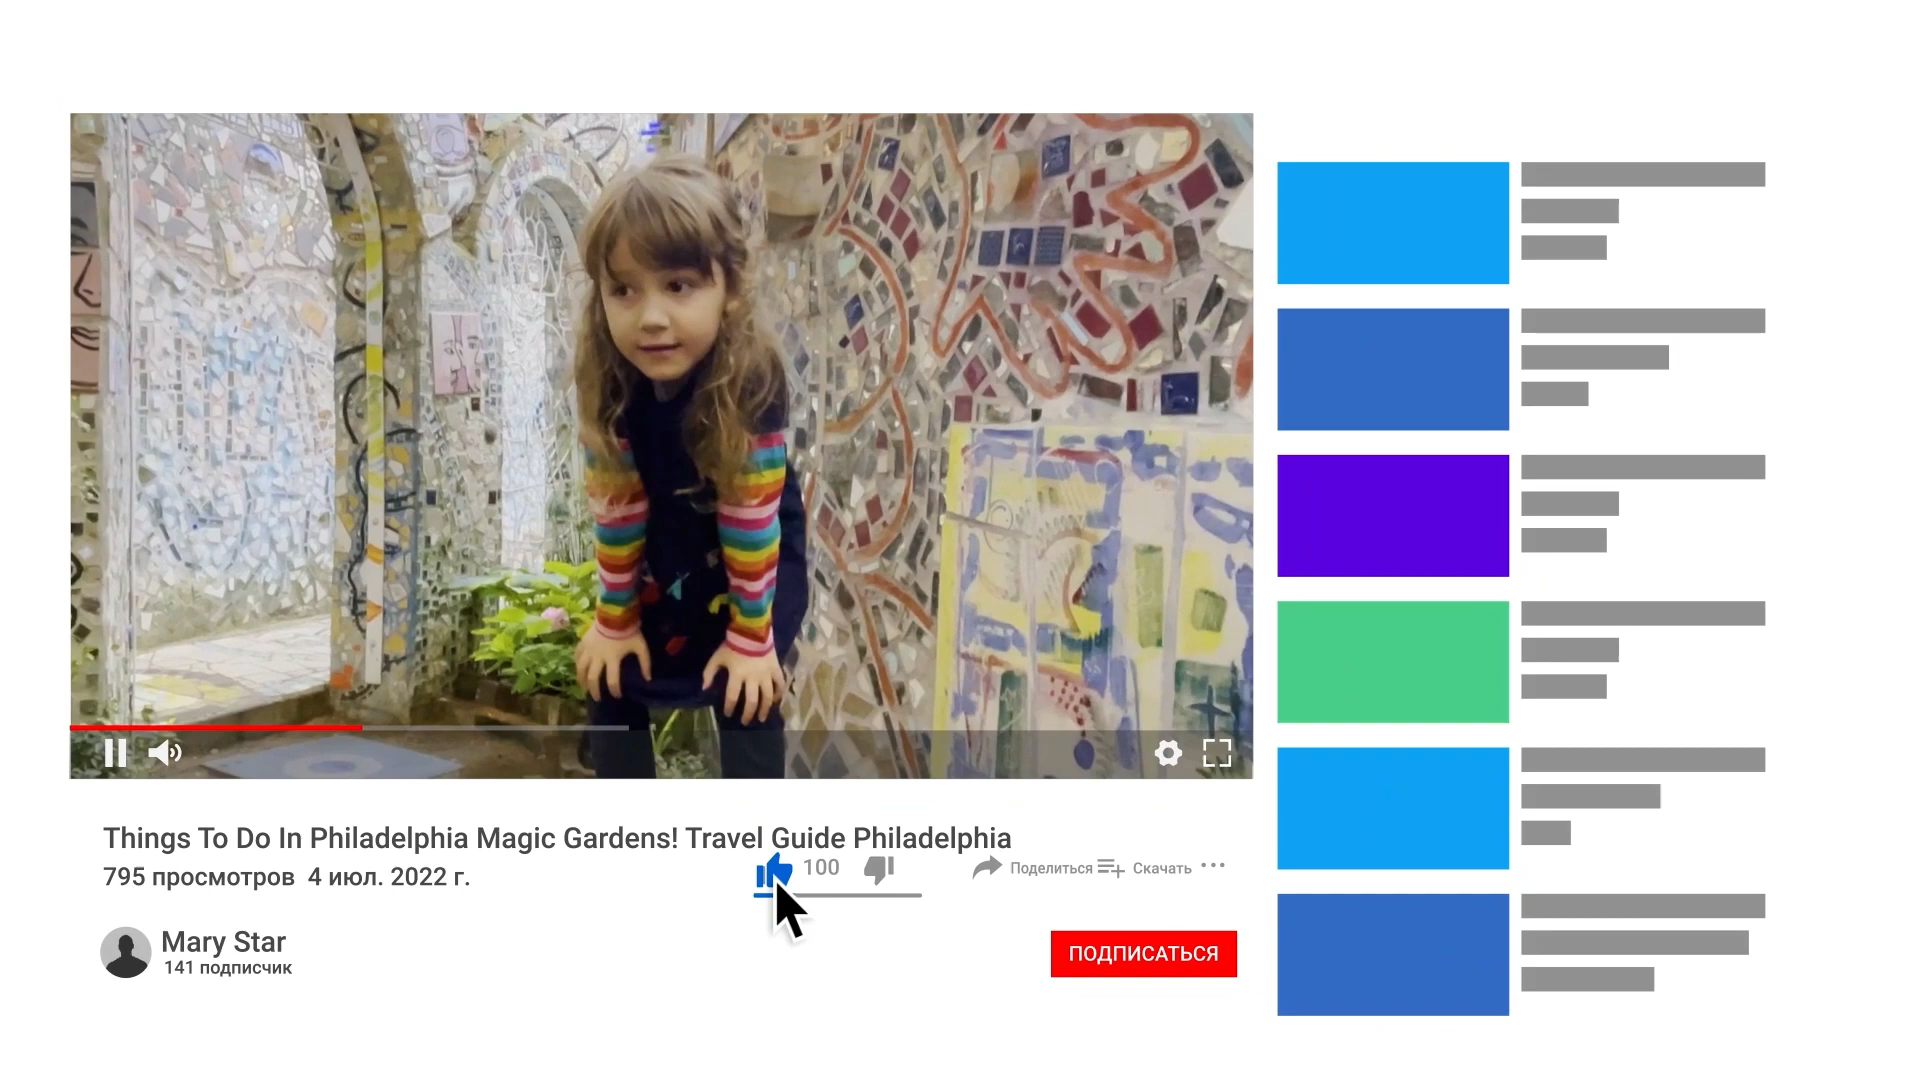 Things To Do In Philadelphia Magic Gardens! Travel Guide Philadelphia
795 просмотров 4 июл. 2022 г.
100
Поделиться
Скачать
Mary Star
141 подписчик
ПОДПИСАТЬСЯ